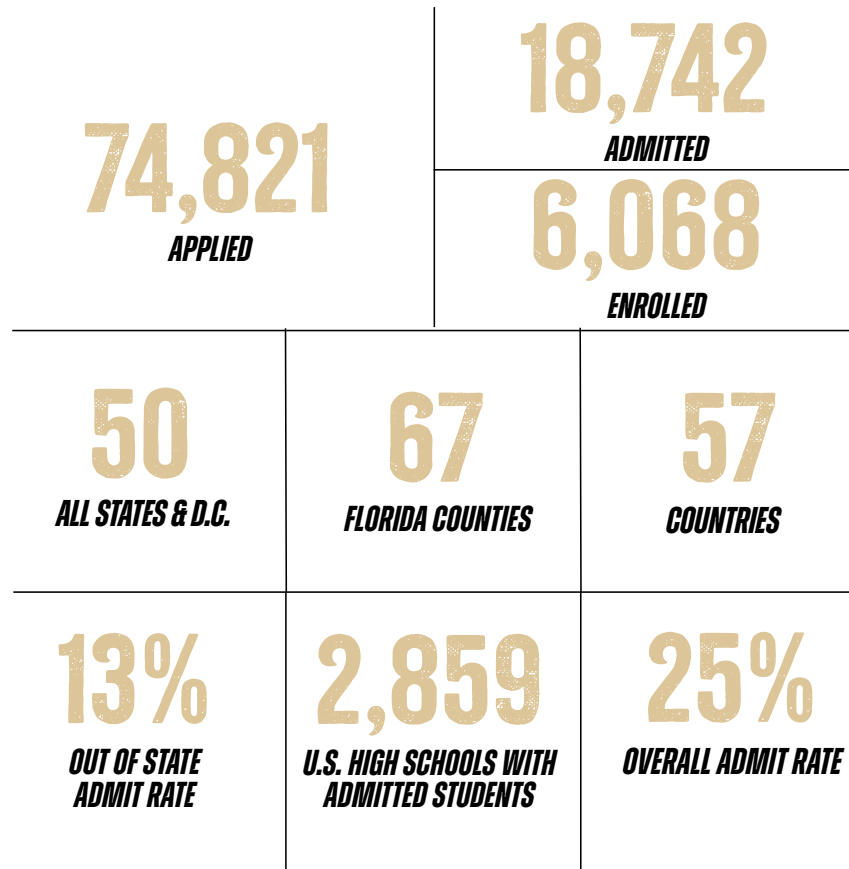 74,821
APPLIED
18,742
ADMITTED
6,068
ENROLLED
50
ALL STATES & D.C.
67
FLORIDA COUNTIES
57
COUNTRIES
13%
OUT OF STATE
ADMIT RATE
2,859
U.S. HIGH SCHOOLS WITH
ADMITTED STUDENTS
25%
OVERALL ADMIT RATE